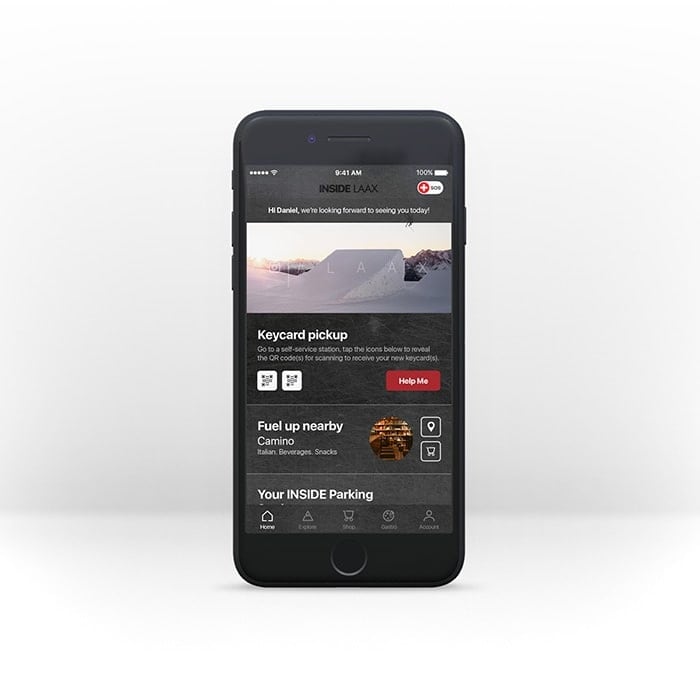 9:41 AM
100%
INSIDE LAAX
SOS
Hi Daniel, we're looking forward to seeing you today!
LAAX
Keycard pickup
Go to a self-service station, tap the icons below to reveal
the QR code(s) for scanning to receive your new keycard(s).
Help Me
Fuel up nearby
Camino
Italian. Beverages. Snacks
Your INSIDE Parking
Home
Explore
Shop
Gastro
Account